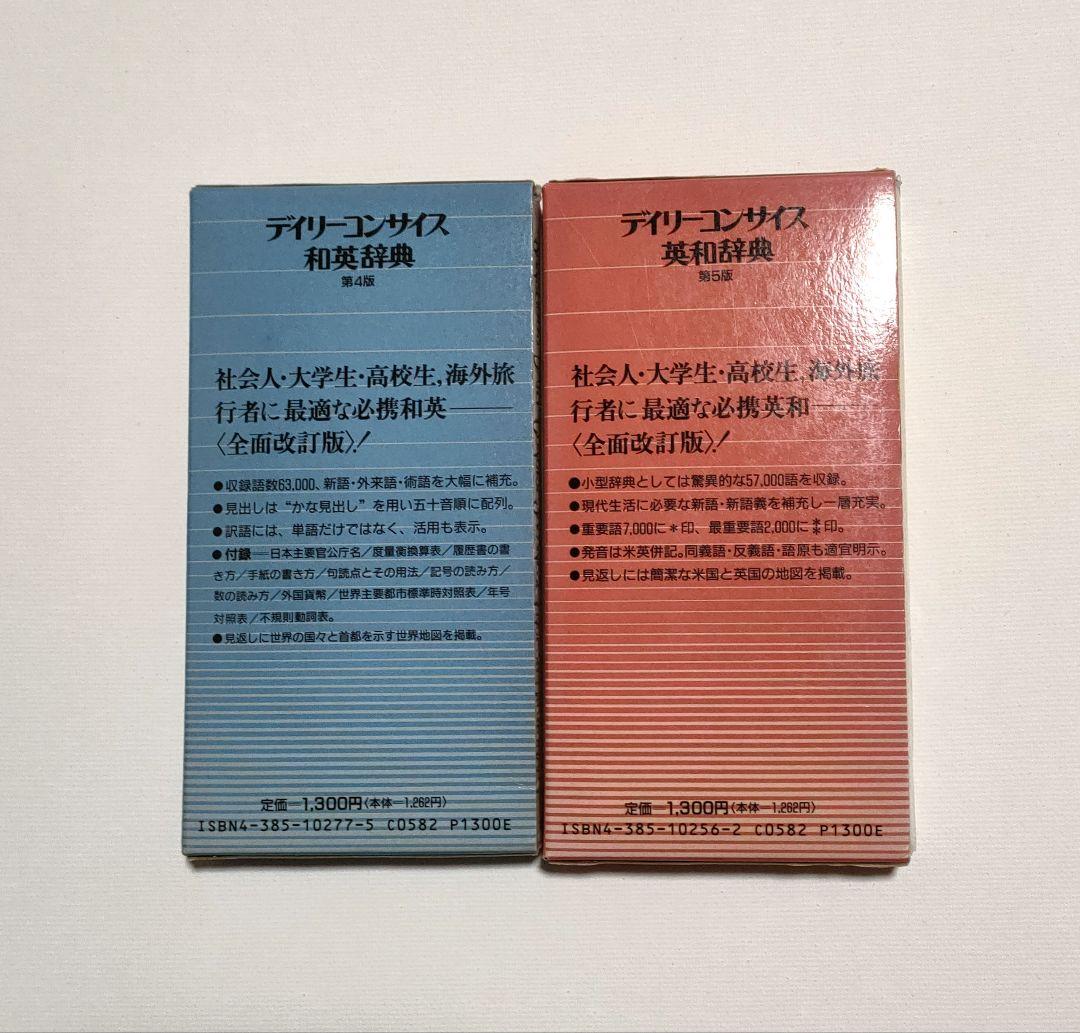 デイリーコンサイス
和英辞典
第4版
社会人・大学生・高校生,海外旅
行者に最適な必携和英――
〈全面改訂版〉!
●収録語数63,000、新語・外来語・術語を大幅に補充。
●見出しは“かな見出し”を用い五十音順に配列。
●訳語には、単語だけではなく、活用も表示。
●付録―日本主要官公庁名/度量衡換算表/履歴書の書
き方/手紙の書き方/句読点とその用法/記号の読み方/
数の読み方/外国貨幣/世界主要都市標準時対照表/年号
対照表/不規則動詞表。
●見返しに世界の国々と首都を示す世界地図を掲載。
定価=1,300円〈本体=1,262円〉
ISBN4-385-10277-5 C0582 P1300E
デイリーコンサイス
英和辞典
第5版
社会人・大学生・高校生,海外旅
行者に最適な必携英和――
〈全面改訂版〉!
●小型辞典としては驚異的な57,000語を収録。
●現代生活に必要な新語・新語義を補充し一層充実。
●重要語7,000に*印、最重要語2,000に⁑印。
●発音は米英併記。同義語・反義語・語原も適宜明示。
●見返しには簡潔な米国と英国の地図を掲載。
定価=1,300円〈本体=1,262円〉
ISBN4-385-10256-2 C0582 P1300E